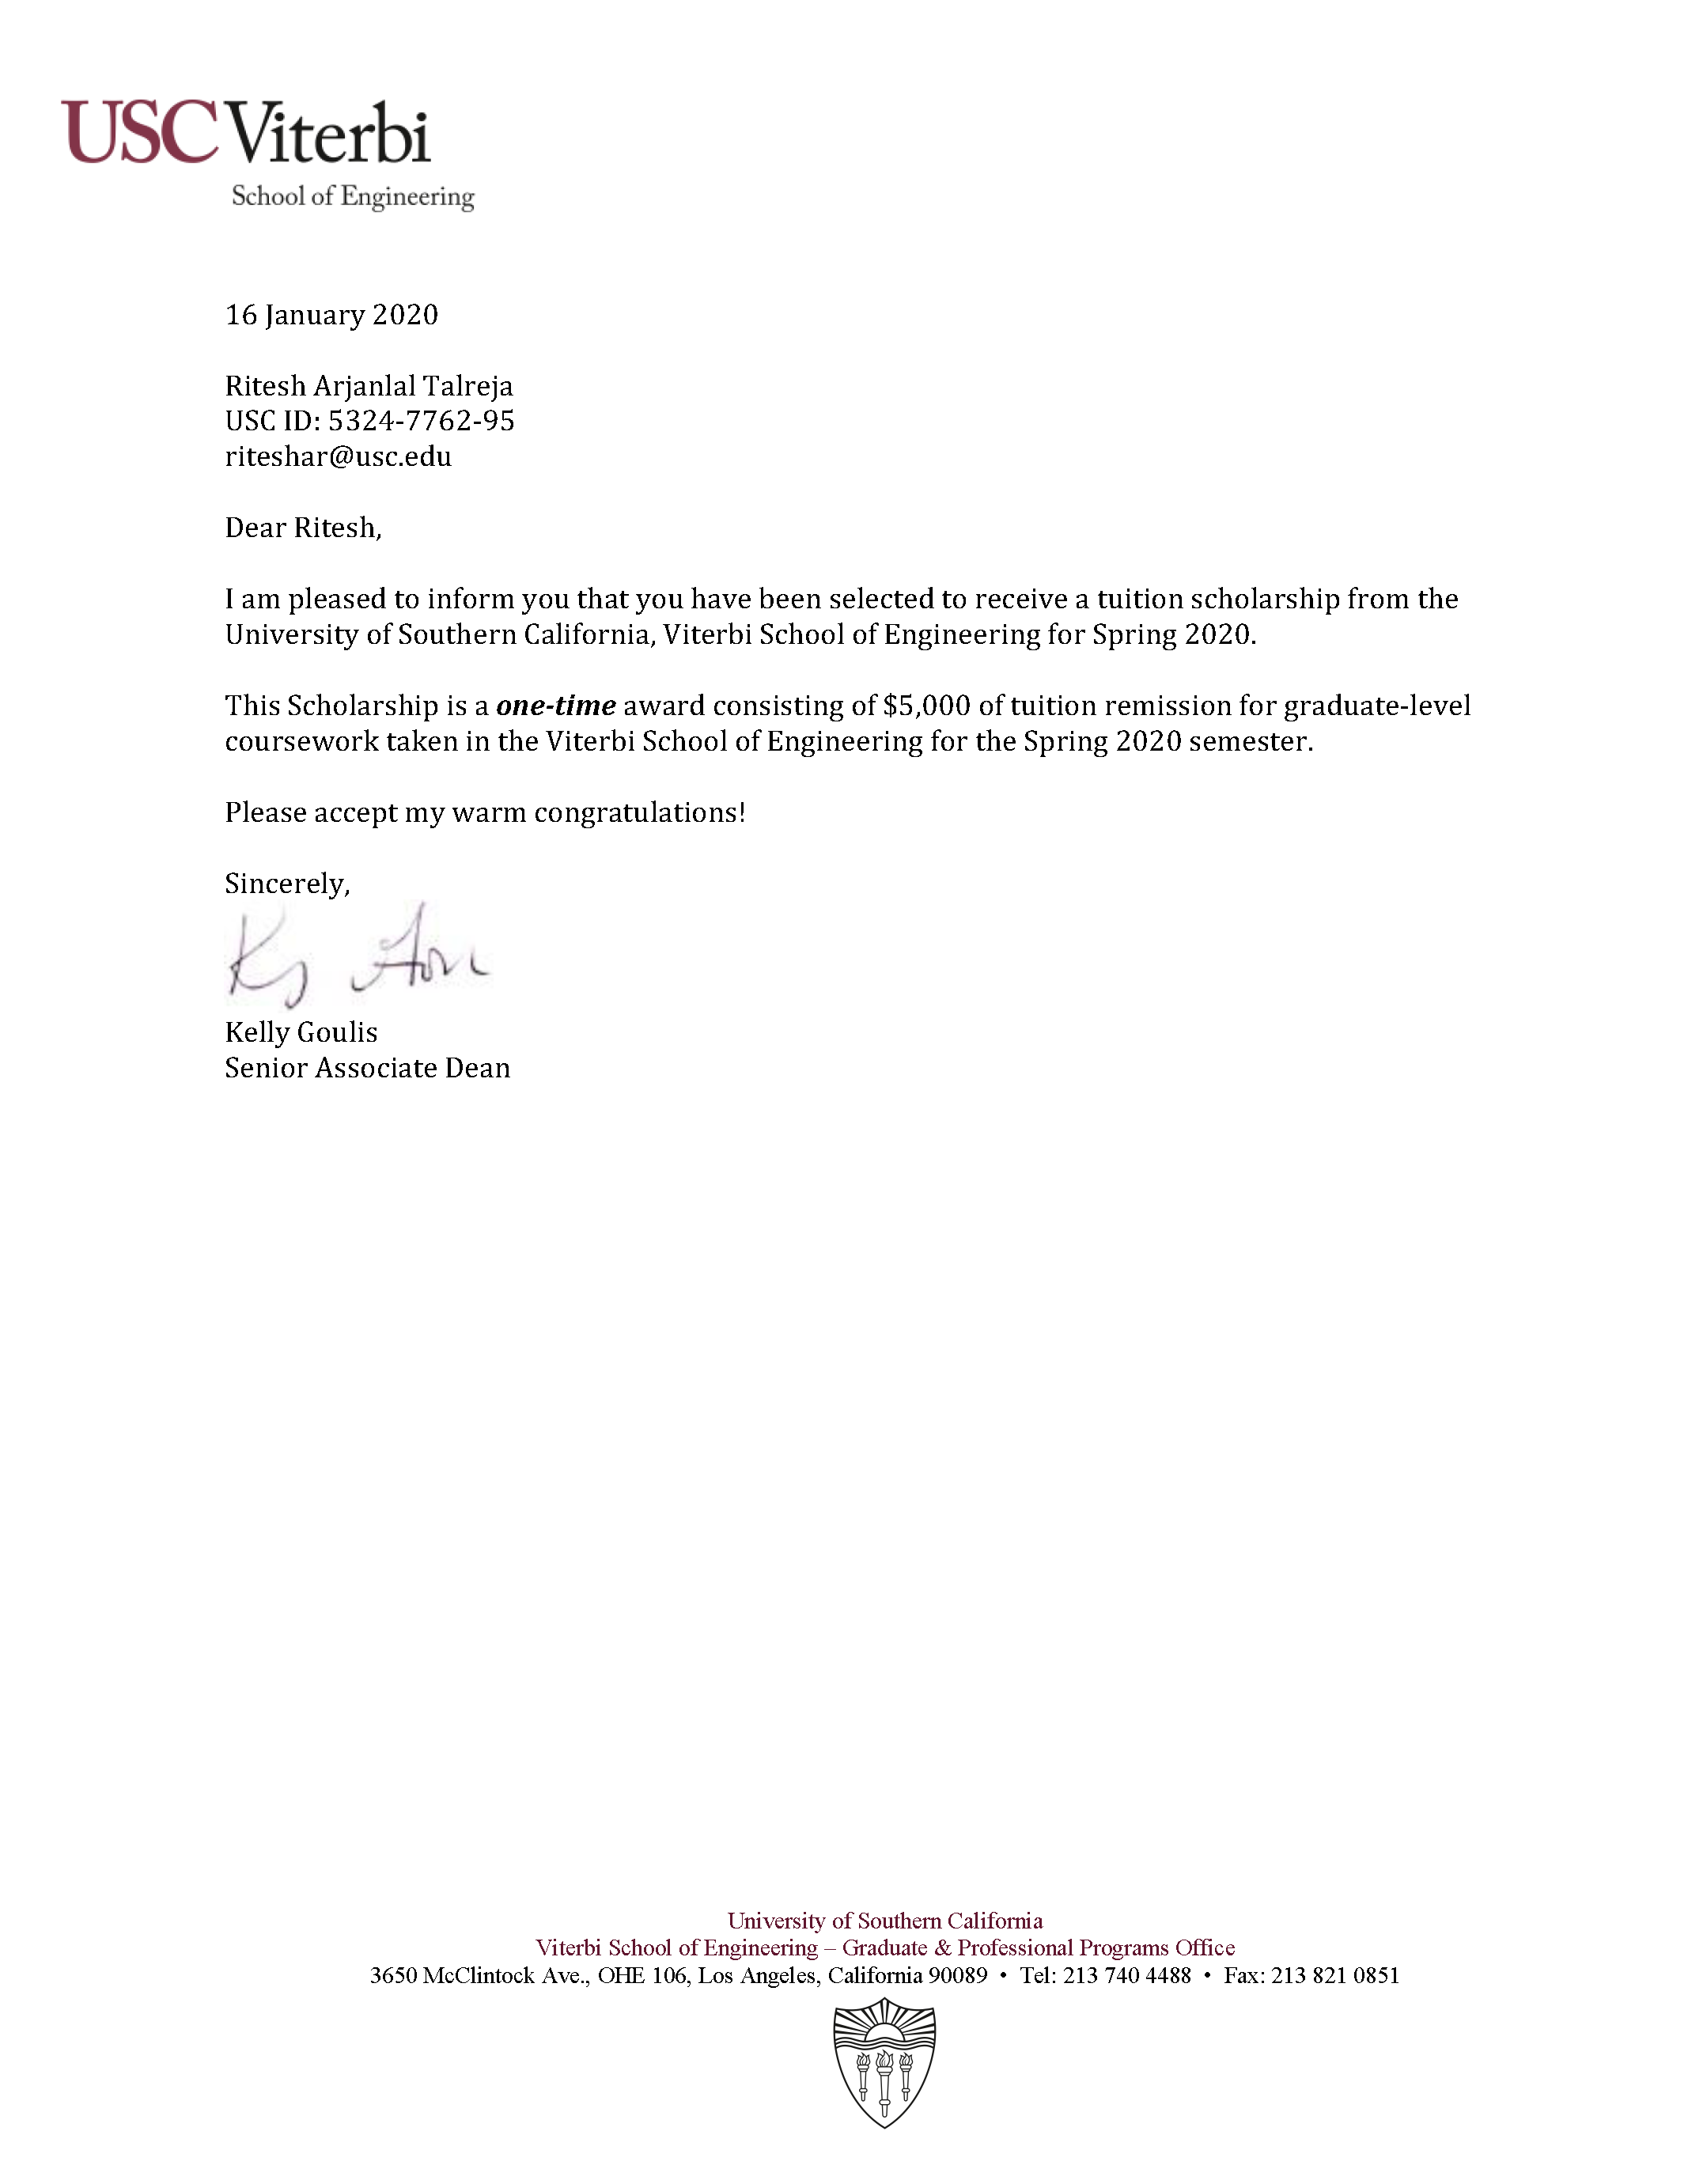 USC Viterbi
School of Engineering
16 January 2020
Ritesh Arjanlal Talreja
USC ID: 5324-7762-95
riteshar@usc.edu
Dear Ritesh,
I am pleased to inform you that you have been selected to receive a tuition scholarship from the
University of Southern California, Viterbi School of Engineering for Spring 2020.
This Scholarship is a one-time award consisting of $5,000 of tuition remission for graduate-level
coursework taken in the Viterbi School of Engineering for the Spring 2020 semester.
Please accept my warm congratulations!
Sincerely,
Kelly Goulis
Senior Associate Dean
University of Southern California
Viterbi School of Engineering – Graduate & Professional Programs Office
3650 McClintock Ave., OHE 106, Los Angeles, California 90089 • Tel: 213 740 4488 • Fax: 213 821 0851